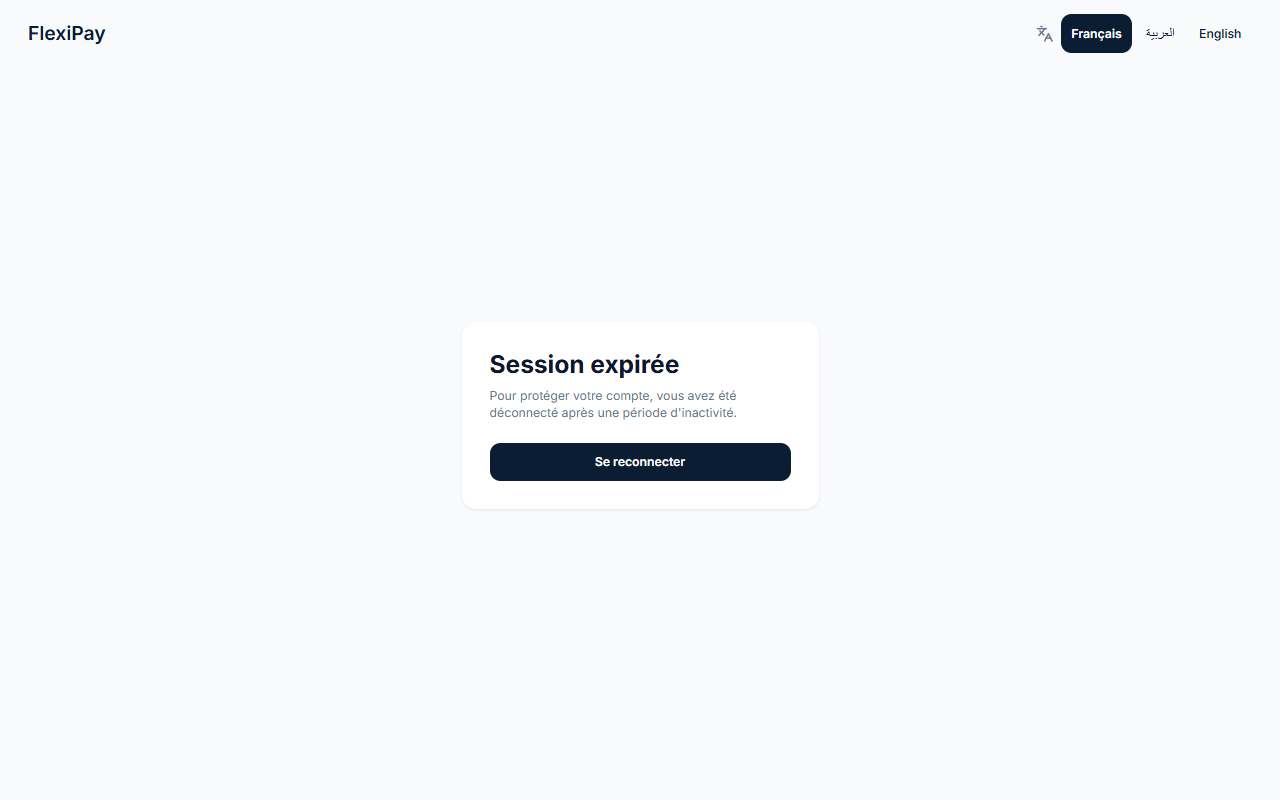 FlexiPay
Français
العربية
English
Session expirée
Pour protéger votre compte, vous avez été
déconnecté après une période d'inactivité.
Se reconnecter